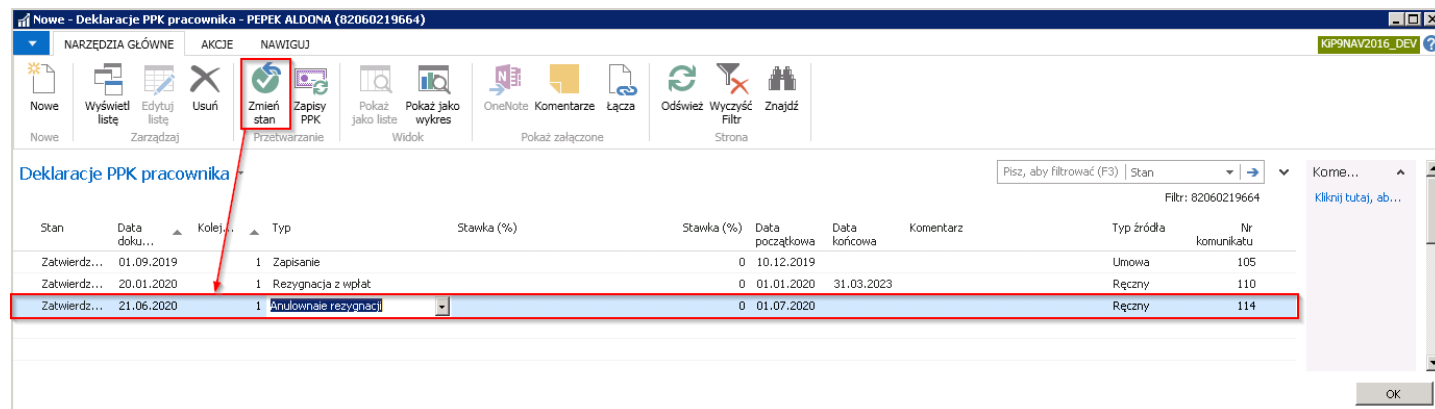 Nowe - Deklaracje PPK pracownika - PEPEK ALDONA (82060219664)
NARZĘDZIA GŁÓWNE AKCJE NAWIGUJ KiP9NAV2016_DEV ?
Nowe Wyświetl listę Edytuj listę Usuń Zmień stan Zapisy PPK Pokaż jako liste Pokaż jako wykres OneNote Komentarze Łącza Odśwież Wyczyść Filtr Znajdź
Nowe Zarządzaj Przetwarzanie Widok Pokaż załączone Strona
Deklaracje PPK pracownika Pisz, aby filtrować (F3) Stan Kome...
Filtr: 82060219664 Kliknij tutaj, ab...
Stan Data doku... Kolej... Typ Stawka (%) Stawka (%) Data początkowa Data końcowa Komentarz Typ źródła Nr komunikatu
Zatwierdz... 01.09.2019 1 Zapisanie 0 10.12.2019 Umowa 105
Zatwierdz... 20.01.2020 1 Rezygnacja z wpłat 0 01.01.2020 31.03.2023 Ręczny 110
Zatwierdz... 21.06.2020 1 Anulownaie rezygnacji 0 01.07.2020 Ręczny 114
OK